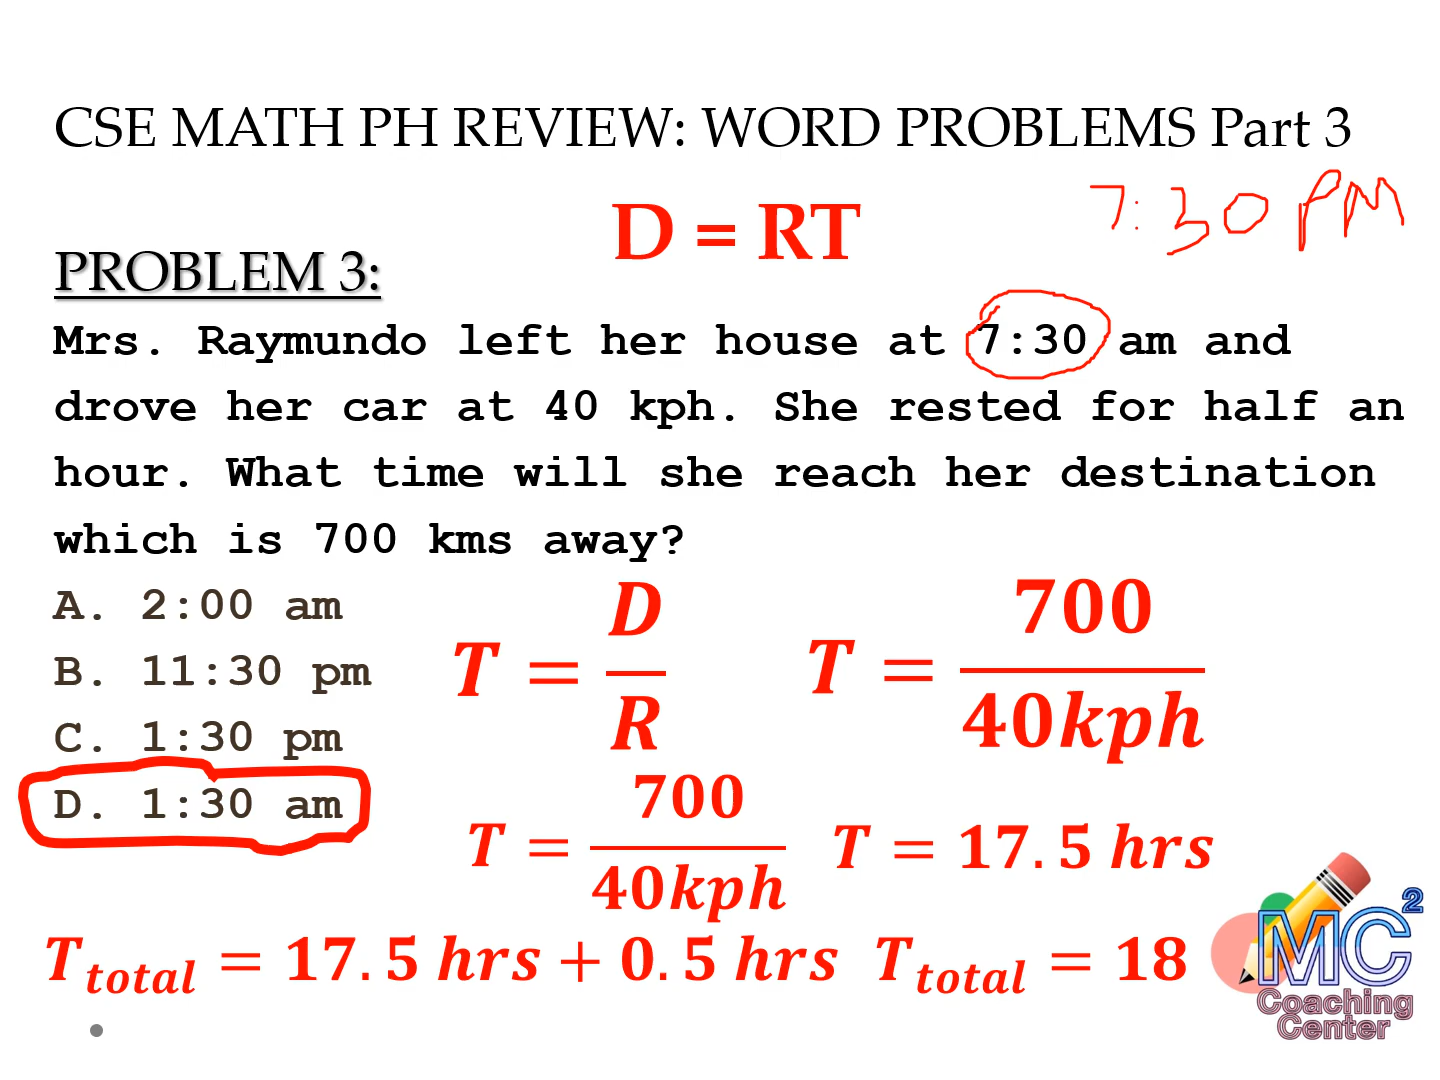 CSE MATH PH REVIEW: WORD PROBLEMS Part 3
D = RT
7:30 PM
PROBLEM 3:
Mrs. Raymundo left her house at 7:30 am and
drove her car at 40 kph. She rested for half an
hour. What time will she reach her destination
which is 700 kms away?
A. 2:00 am
B. 11:30 pm
C. 1:30 pm
D. 1:30 am
T = D/R
T = 700/40kph
T = 700/40kph
T = 17.5 hrs
T_total = 17.5 hrs + 0.5 hrs
T_total = 18
MC²
Coaching
Center